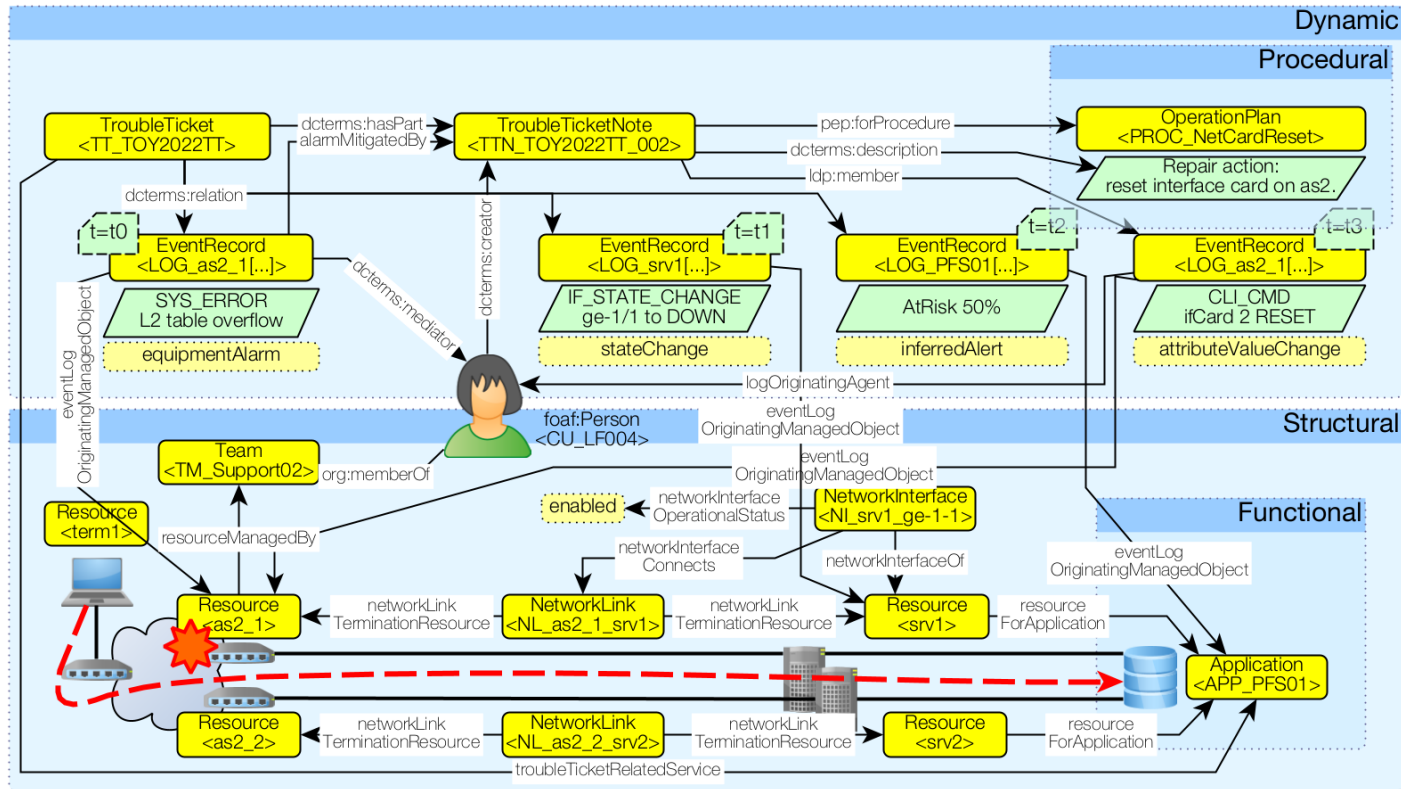 Dynamic
Procedural
TroubleTicket
<TT_TOY2022TT>
dcterms:hasPart
alarmMitigatedBy
TroubleTicketNote
<TTN_TOY2022TT_002>
pep:forProcedure
OperationPlan
<PROC_NetCardReset>
dcterms:description
Repair action:
reset interface card on as2.
ldp:member
dcterms:relation
dcterms:creator
t=t0
EventRecord
<LOG_as2_1[...]>
SYS_ERROR
L2 table overflow
equipmentAlarm
dcterms:mediator
t=t1
EventRecord
<LOG_srv1[...]>
IF_STATE_CHANGE
ge-1/1 to DOWN
stateChange
t=t2
EventRecord
<LOG_PFS01[...]>
AtRisk 50%
inferredAlert
t=t3
EventRecord
<LOG_as2_1[...]>
CLI_CMD
ifCard 2 RESET
attributeValueChange
eventLog
OriginatingManagedObject
logOriginatingAgent
eventLog
OriginatingManagedObject
Structural
foaf:Person
<CU_LF004>
Team
<TM_Support02>
org:memberOf
eventLog
OriginatingManagedObject
Resource
<term1>
resourceManagedBy
enabled
networkInterface
OperationalStatus
NetworkInterface
<NI_srv1_ge-1-1>
Functional
networkInterface
Connects
networkInterfaceOf
eventLog
OriginatingManagedObject
Resource
<as2_1>
networkLink
TerminationResource
NetworkLink
<NL_as2_1_srv1>
networkLink
TerminationResource
Resource
<srv1>
resource
ForApplication
Application
<APP_PFS01>
Resource
<as2_2>
networkLink
TerminationResource
NetworkLink
<NL_as2_2_srv2>
networkLink
TerminationResource
Resource
<srv2>
resource
ForApplication
troubleTicketRelatedService